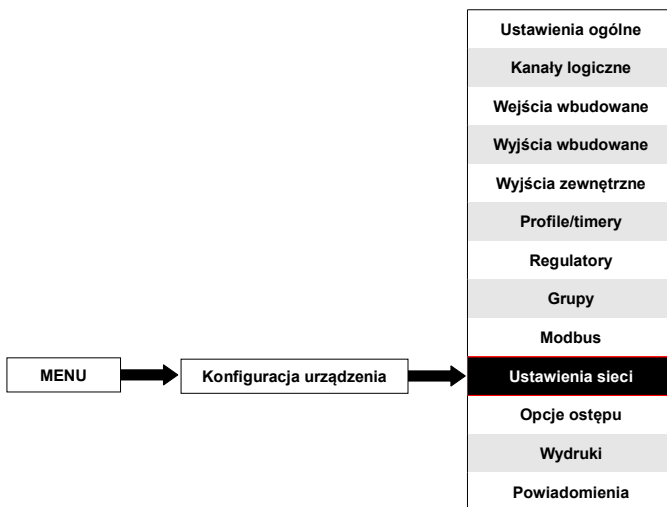 Ustawienia ogólne
Kanały logiczne
Wejścia wbudowane
Wyjścia wbudowane
Wyjścia zewnętrzne
Profile/timery
Regulatory
Grupy
Modbus
MENU
Konfiguracja urządzenia
Ustawienia sieci
Opcje ostępu
Wydruki
Powiadomienia